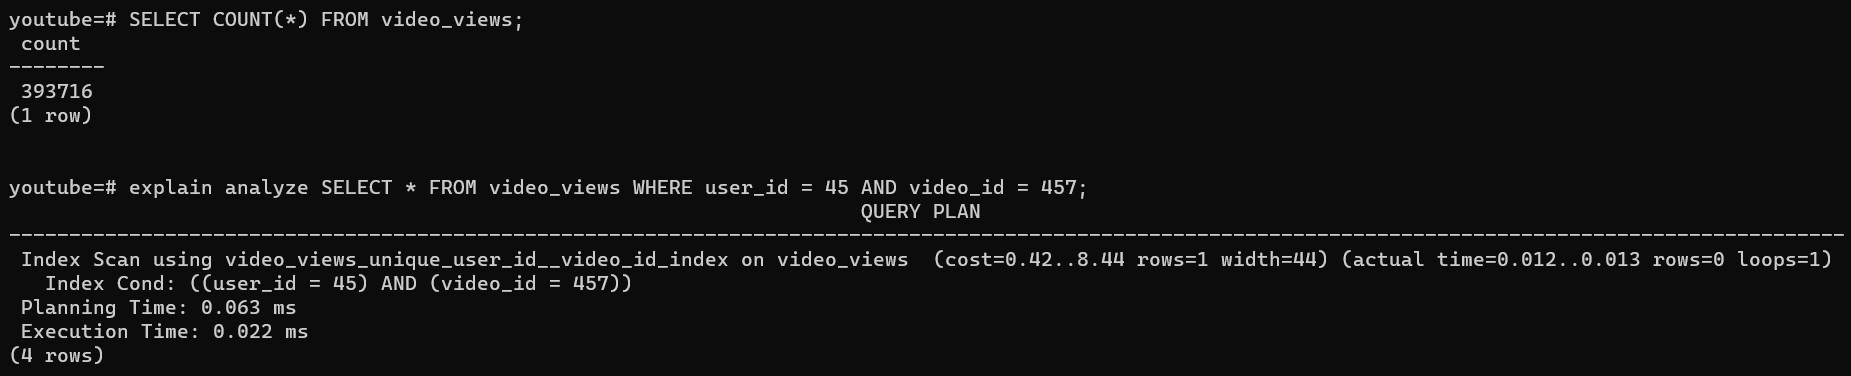 youtube=# SELECT COUNT(*) FROM video_views;
 count
--------
 393716
(1 row)
youtube=# explain analyze SELECT * FROM video_views WHERE user_id = 45 AND video_id = 457;
QUERY PLAN
---------------------------------------------------------------------------------------------------------------------------------------------------------
 Index Scan using video_views_unique_user_id__video_id_index on video_views  (cost=0.42..8.44 rows=1 width=44) (actual time=0.012..0.013 rows=0 loops=1)
   Index Cond: ((user_id = 45) AND (video_id = 457))
 Planning Time: 0.063 ms
 Execution Time: 0.022 ms
(4 rows)